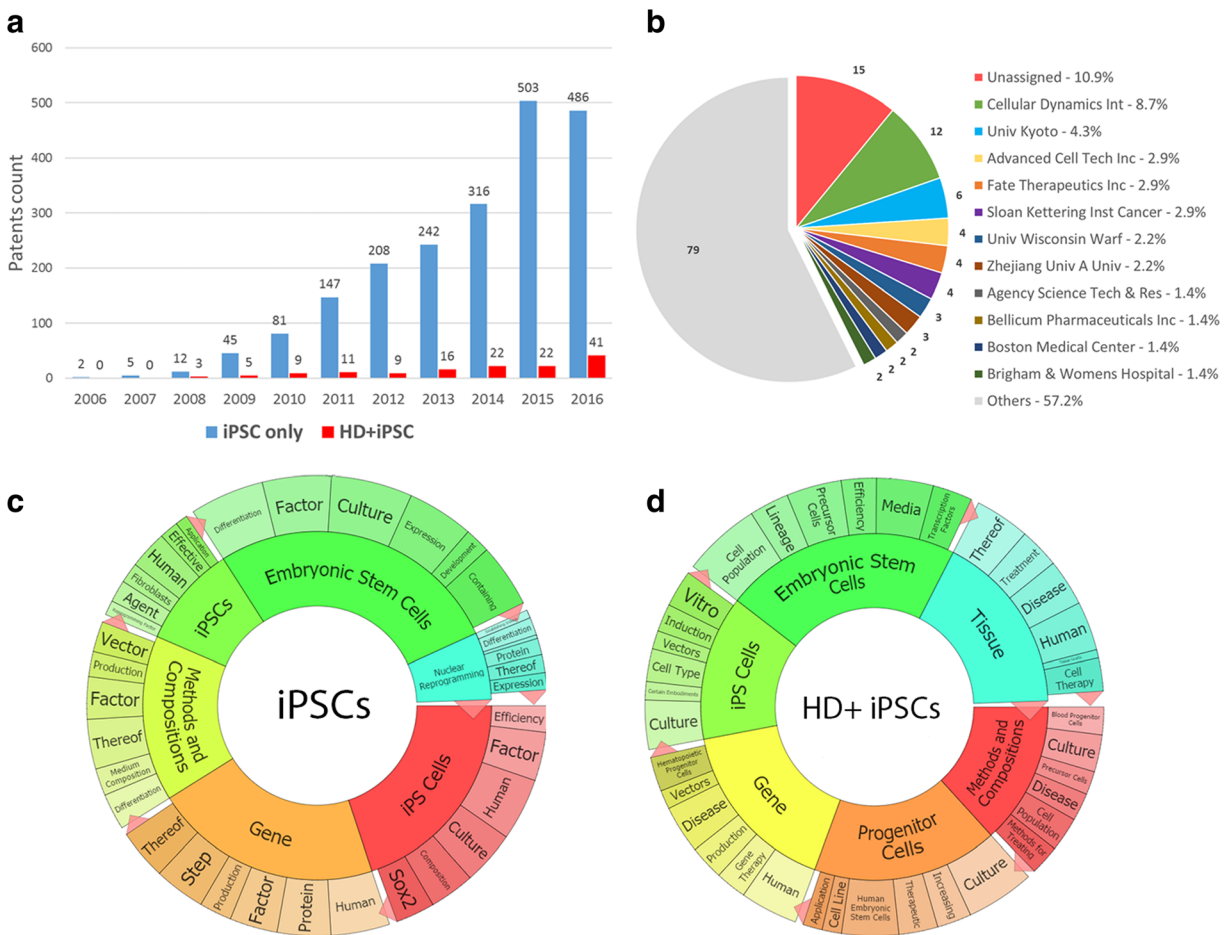 a
600
500
400
300
200
100
0
Patents count
2 0
5 0
12 3
45 5
81 9
147 11
208 9
242 16
316 22
503 22
486 41
2006 2007 2008 2009 2010 2011 2012 2013 2014 2015 2016
iPSC only HD+iPSC
b
15
12
6
4
4
4
3
3
2
2
2
2
79
Unassigned - 10.9%
Cellular Dynamics Int - 8.7%
Univ Kyoto - 4.3%
Advanced Cell Tech Inc - 2.9%
Fate Therapeutics Inc - 2.9%
Sloan Kettering Inst Cancer - 2.9%
Univ Wisconsin Warf - 2.2%
Zhejiang Univ A Univ - 2.2%
Agency Science Tech & Res - 1.4%
Bellicum Pharmaceuticals Inc - 1.4%
Boston Medical Center - 1.4%
Brigham & Womens Hospital - 1.4%
Others - 57.2%
c
iPSCs
Embryonic Stem Cells
Differentiation
Factor
Culture
Expression
Development
Containing
Nuclear
Reprogramming
Differentiation
Protein
Thereof
Expression
iPS Cells
Efficiency
Factor
Human
Culture
Composition
Sox2
Gene
Human
Protein
Factor
Production
Step
Thereof
Methods and
Compositions
Differentiation
Medium
Composition
Thereof
Factor
Production
Vector
iPSCs
Agent
Fibroblasts
Human
Effective
Application
d
HD+ iPSCs
Embryonic Stem
Cells
Cell
Population
Lineage
Precursor
Cells
Efficiency
Media
Transcription
Factors
Tissue
Thereof
Treatment
Disease
Human
Cell
Therapy
Methods and
Compositions
Blood Progenitor
Cells
Culture
Precursor Cells
Disease
Cell
Population
Methods for
Treating
Progenitor
Cells
Culture
Increasing
Therapeutic
Human
Embryonic
Stem Cells
Cell Line
Application
Gene
Human
Gene
Therapy
Production
Disease
Vectors
Hematopoietic
Progenitor
Cells
iPS Cells
Culture
Certain Embodiments
Cell Type
Vectors
Induction
Vitro